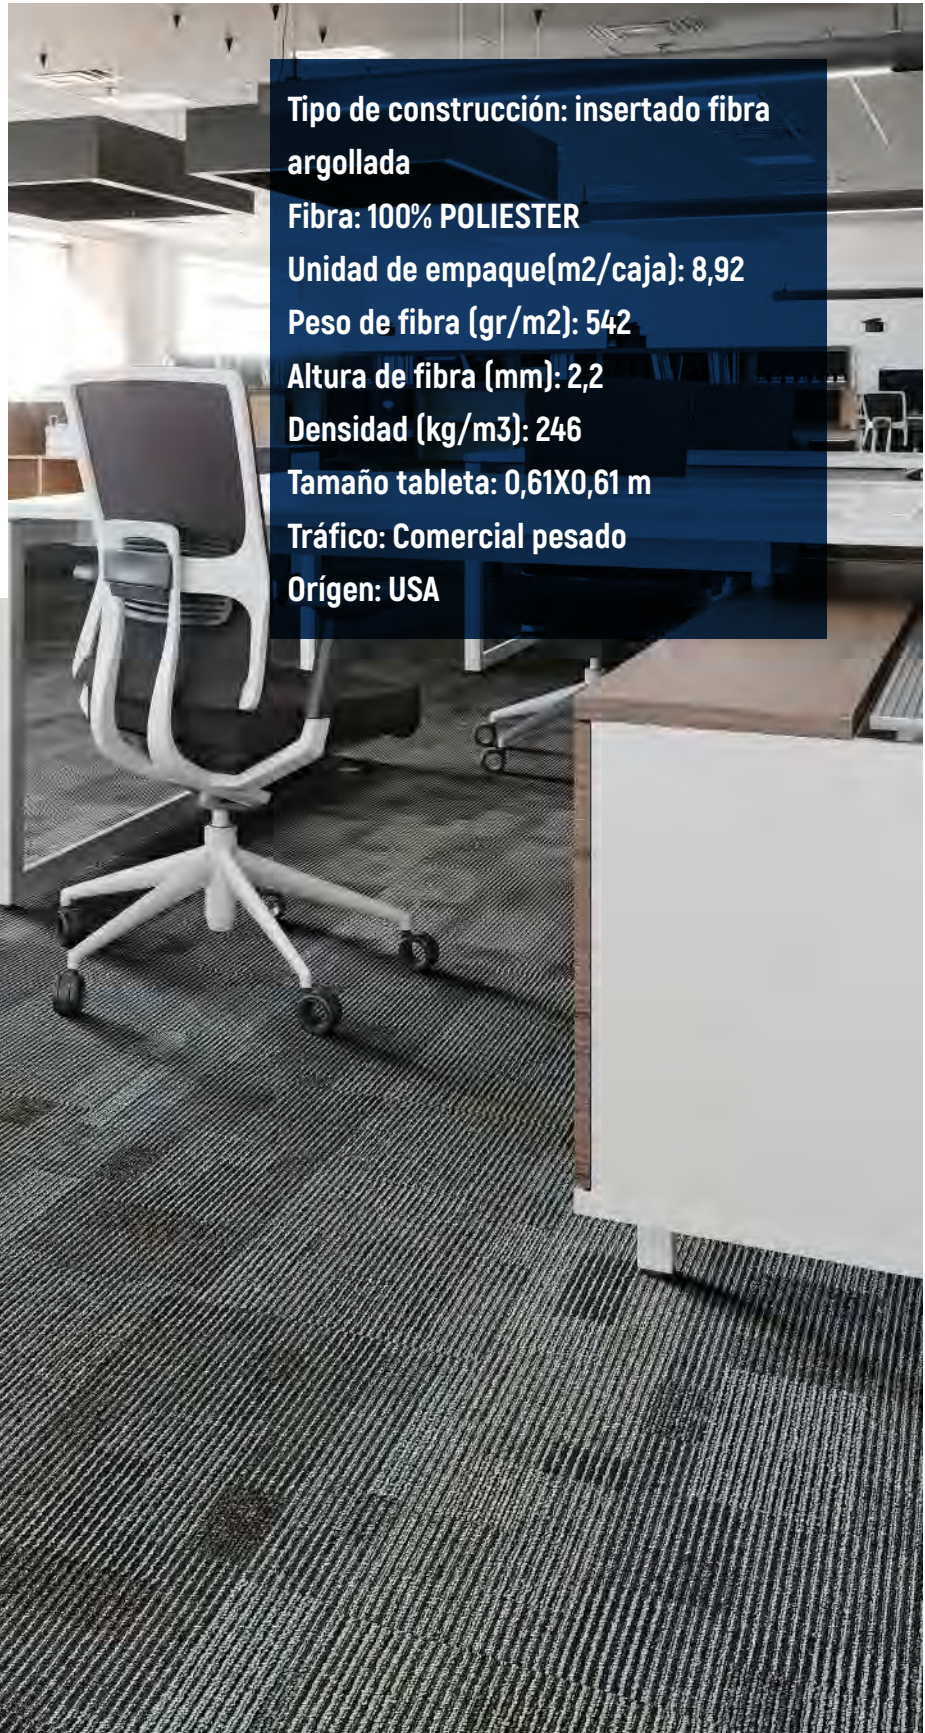 Tipo de construcción: insertado fibra
argollada
Fibra: 100% POLIESTER
Unidad de empaque(m2/caja): 8,92
Peso de fibra (gr/m2): 542
Altura de fibra (mm): 2,2
Densidad (kg/m3): 246
Tamaño tableta: 0,61X0,61 m
Tráfico: Comercial pesado
Orígen: USA